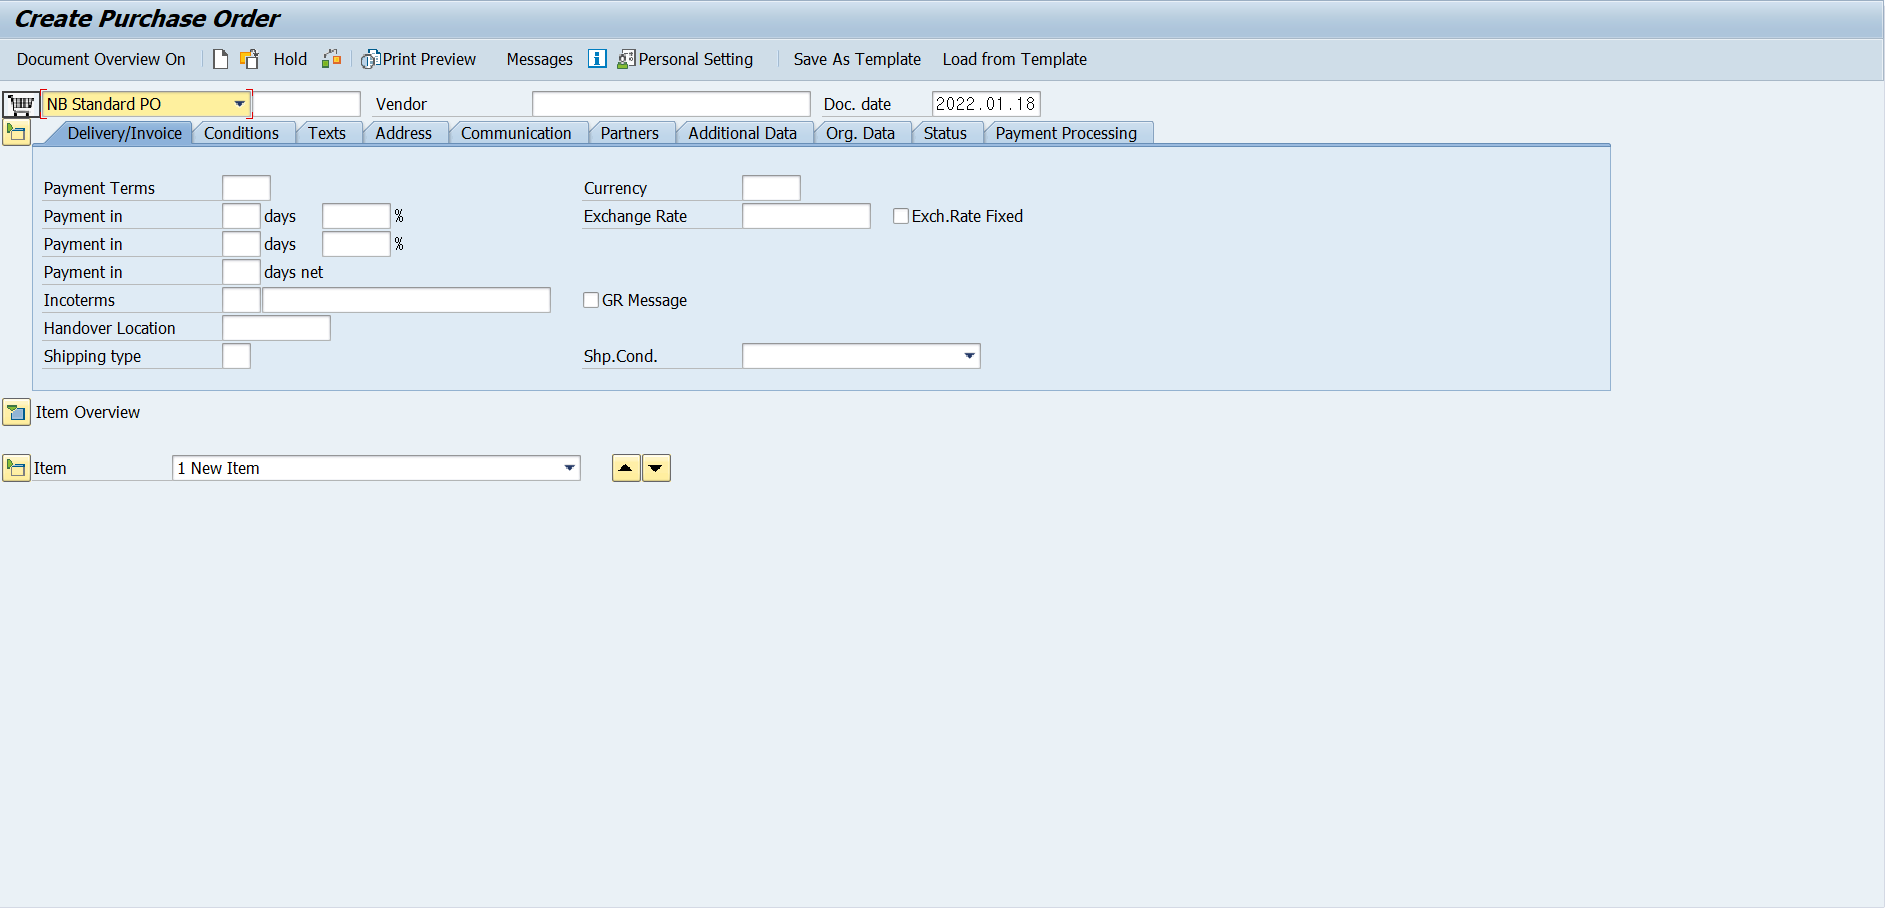 Create Purchase Order
Document Overview On Hold Print Preview Messages Personal Setting Save As Template Load from Template
NB Standard PO Vendor Doc. date 2022.01.18
Delivery/Invoice Conditions Texts Address Communication Partners Additional Data Org. Data Status Payment Processing
Payment Terms Currency
Payment in days % Exchange Rate Exch.Rate Fixed
Payment in days %
Payment in days net
Incoterms GR Message
Handover Location
Shipping type Shp.Cond.
Item Overview
Item 1 New Item